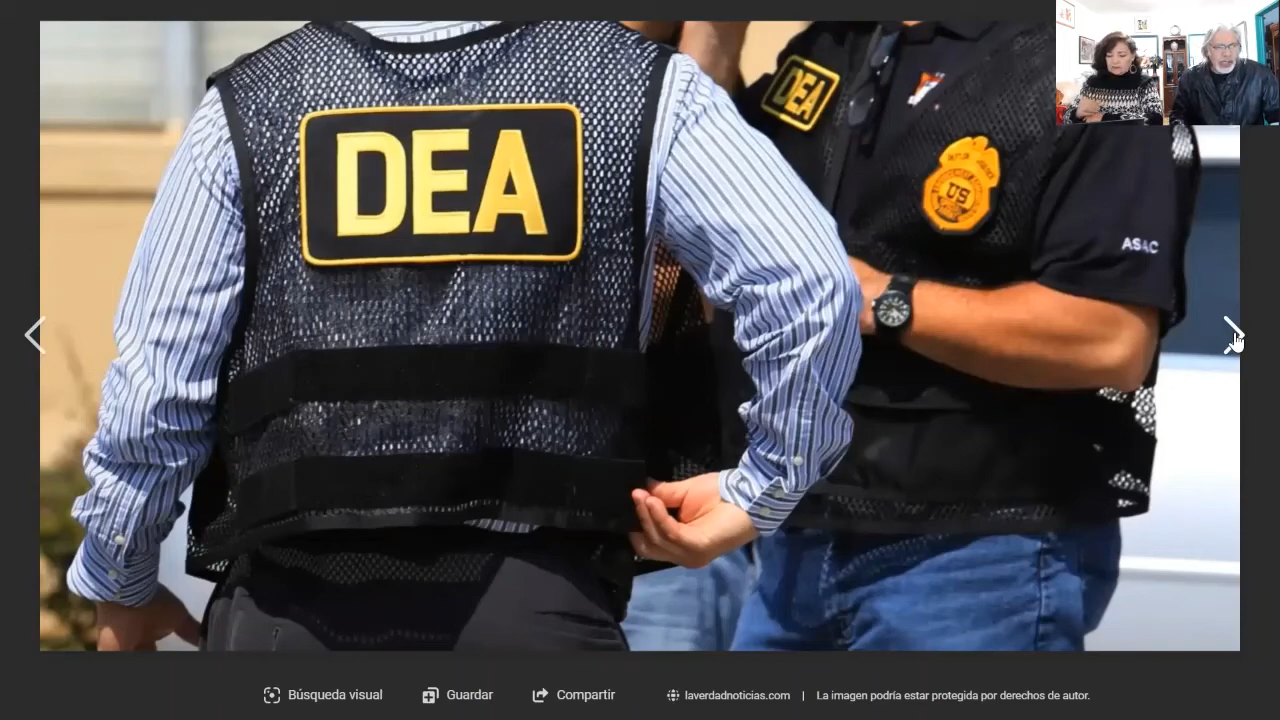 DEA
DEA
US
ASAC
Búsqueda visual
Guardar
Compartir
laverdadnoticias.com | La imagen podría estar protegida por derechos de autor.